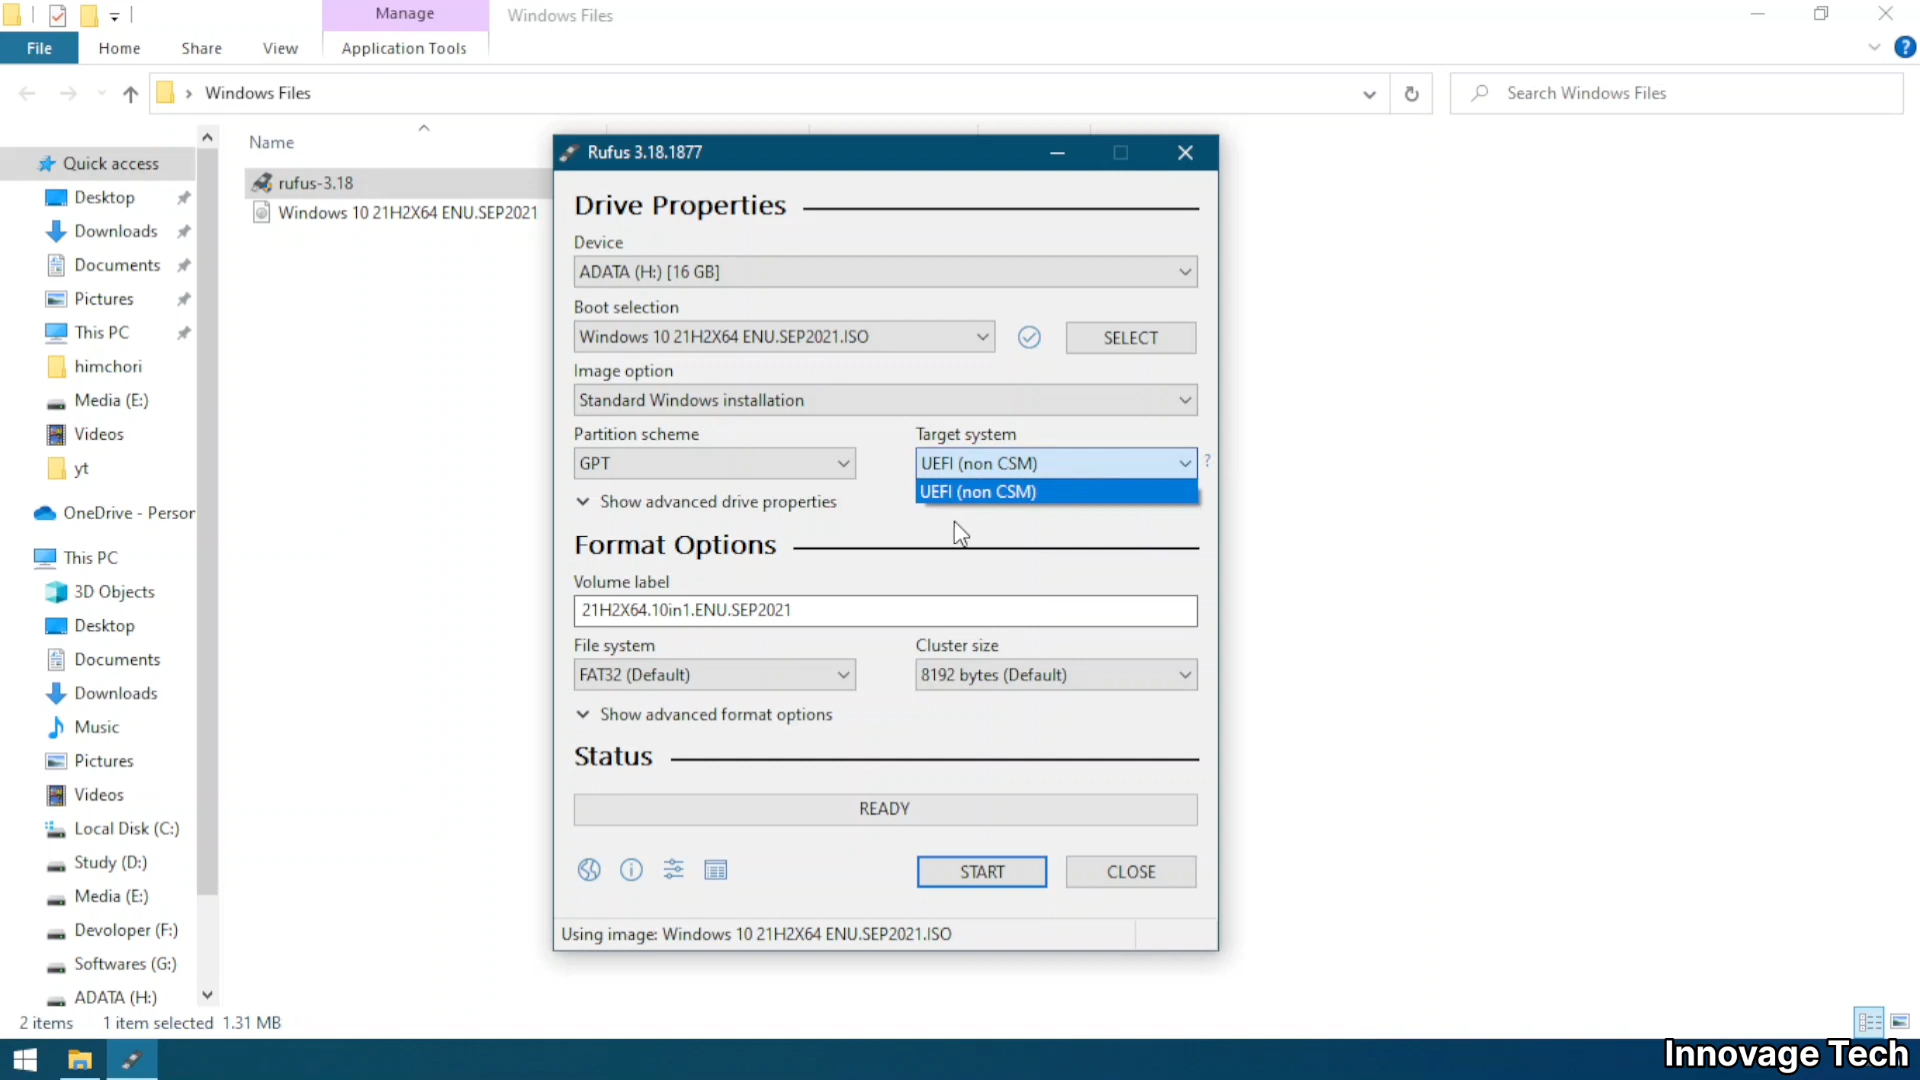 Manage
Windows Files
File
Home
Share
View
Application Tools
?
Windows Files
Search Windows Files
Name
Quick access
Desktop
Downloads
Documents
Pictures
This PC
himchori
Media (E:)
Videos
yt
OneDrive - Person
This PC
3D Objects
Desktop
Documents
Downloads
Music
Pictures
Videos
Local Disk (C:)
Study (D:)
Media (E:)
Devoloper (F:)
Softwares (G:)
ADATA (H:)
rufus-3.18
Windows 10 21H2X64 ENU.SEP2021
Rufus 3.18.1877
Drive Properties
Device
ADATA (H:) [16 GB]
Boot selection
Windows 10 21H2X64 ENU.SEP2021.ISO
SELECT
Image option
Standard Windows installation
Partition scheme
Target system
GPT
UEFI (non CSM)
?
UEFI (non CSM)
Show advanced drive properties
Format Options
Volume label
21H2X64.10in1.ENU.SEP2021
File system
Cluster size
FAT32 (Default)
8192 bytes (Default)
Show advanced format options
Status
READY
START
CLOSE
Using image: Windows 10 21H2X64 ENU.SEP2021.ISO
2 items
1 item selected 1.31 MB
Innovage Tech